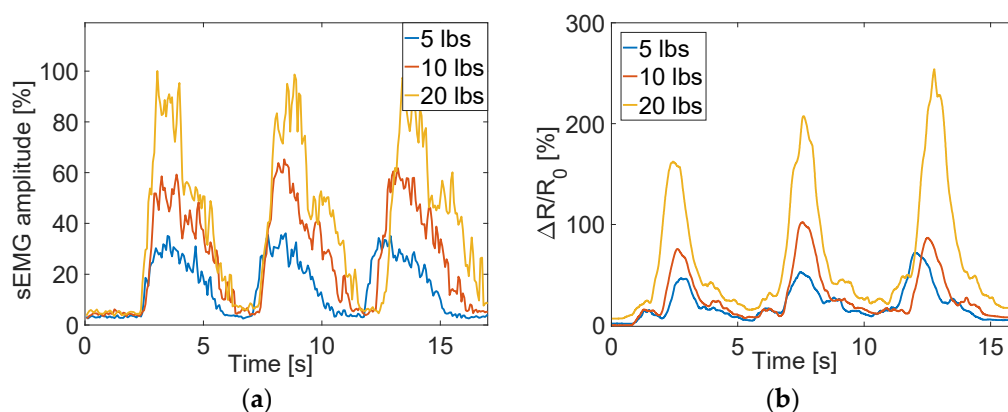 100
80
60
40
20
0
sEMG amplitude [%]
0 5 10 15
Time [s]
5 lbs
10 lbs
20 lbs
(a)
300
200
100
0
ΔR/R0 [%]
0 5 10 15
Time [s]
5 lbs
10 lbs
20 lbs
(b)